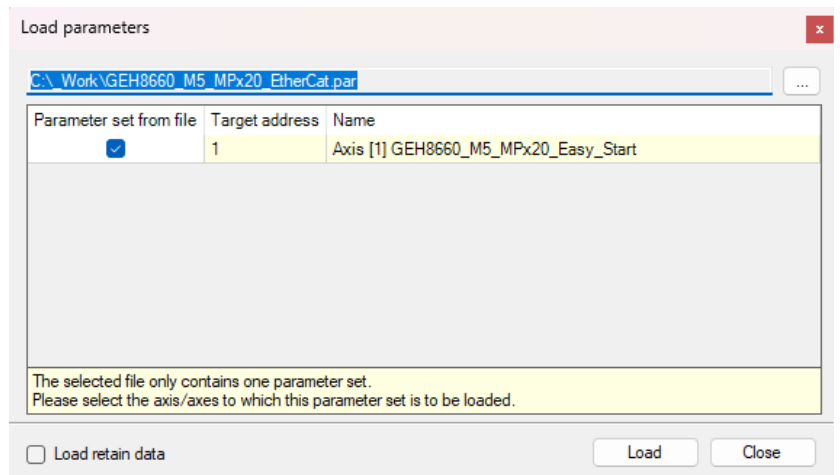 Load parameters
x
C:\_Work\GEH8660_M5_MPx20_EtherCat.par
...
Parameter set from file Target address Name
1 Axis [1] GEH8660_M5_MPx20_Easy_Start
The selected file only contains one parameter set.
Please select the axis/axes to which this parameter set is to be loaded.
Load retain data Load Close